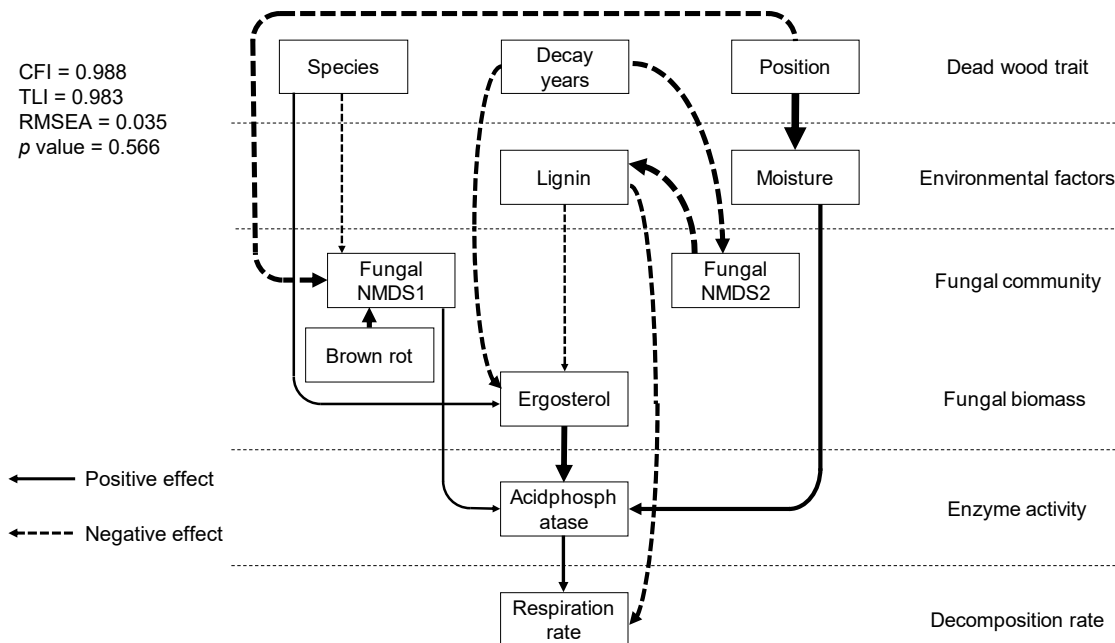 CFI = 0.988
TLI = 0.983
RMSEA = 0.035
p value = 0.566
Species
Decay
years
Position
Dead wood trait
Lignin
Moisture
Environmental factors
Fungal
NMDS1
Fungal
NMDS2
Fungal community
Brown rot
Ergosterol
Fungal biomass
Positive effect
Negative effect
Acidphosph
atase
Enzyme activity
Respiration
rate
Decomposition rate